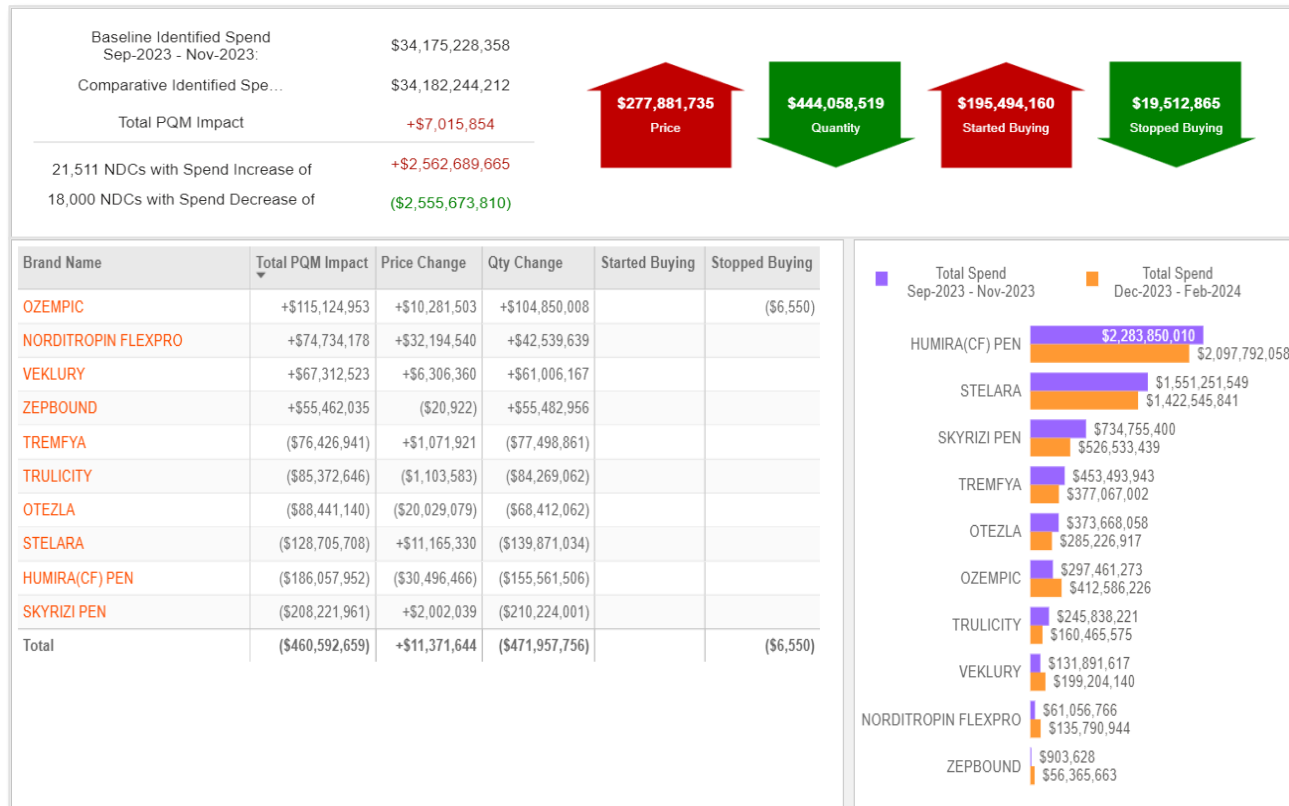 Baseline Identified Spend
Sep-2023 - Nov-2023:
$34,175,228,358
Comparative Identified Spe...
$34,182,244,212
Total PQM Impact
+$7,015,854
21,511 NDCs with Spend Increase of
+$2,562,689,665
18,000 NDCs with Spend Decrease of
($2,555,673,810)
$277,881,735
Price
$444,058,519
Quantity
$195,494,160
Started Buying
$19,512,865
Stopped Buying
Brand Name Total PQM Impact Price Change Qty Change Started Buying Stopped Buying
OZEMPIC +$115,124,953 +$10,281,503 +$104,850,008 ($6,550)
NORDITROPIN FLEXPRO +$74,734,178 +$32,194,540 +$42,539,639
VEKLURY +$67,312,523 +$6,306,360 +$61,006,167
ZEPBOUND +$55,462,035 ($20,922) +$55,482,956
TREMFYA ($76,426,941) +$1,071,921 ($77,498,861)
TRULICITY ($85,372,646) ($1,103,583) ($84,269,062)
OTEZLA ($88,441,140) ($20,029,079) ($68,412,062)
STELARA ($128,705,708) +$11,165,330 ($139,871,034)
HUMIRA(CF) PEN ($186,057,952) ($30,496,466) ($155,561,506)
SKYRIZI PEN ($208,221,961) +$2,002,039 ($210,224,001)
Total ($460,592,659) +$11,371,644 ($471,957,756) ($6,550)
Total Spend
Sep-2023 - Nov-2023
Total Spend
Dec-2023 - Feb-2024
HUMIRA(CF) PEN
$2,283,850,010
$2,097,792,058
STELARA
$1,551,251,549
$1,422,545,841
SKYRIZI PEN
$734,755,400
$526,533,439
TREMFYA
$453,493,943
$377,067,002
OTEZLA
$373,668,058
$285,226,917
OZEMPIC
$297,461,273
$412,586,226
TRULICITY
$245,838,221
$160,465,575
VEKLURY
$131,891,617
$199,204,140
NORDITROPIN FLEXPRO
$61,056,766
$135,790,944
ZEPBOUND
$903,628
$56,365,663